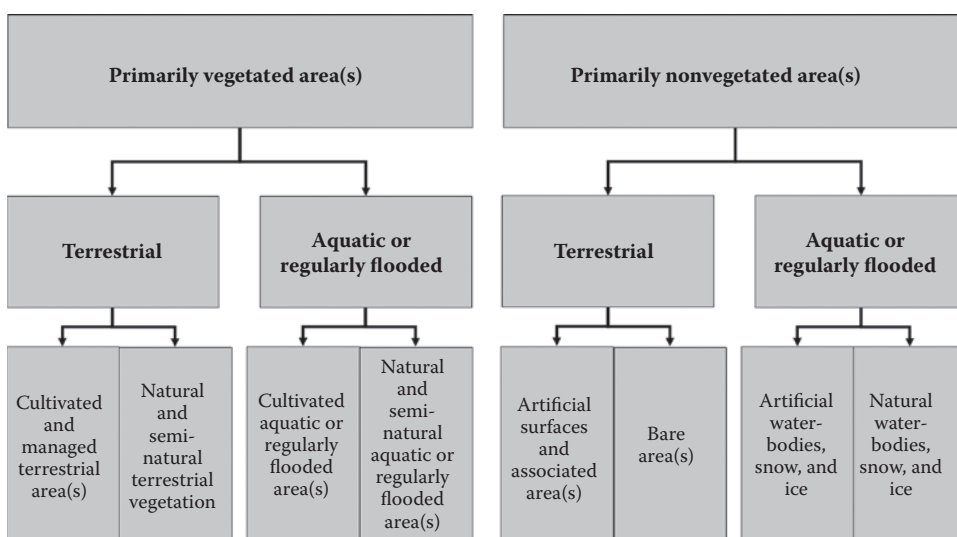 Primarily vegetated area(s)
Primarily nonvegetated area(s)
Terrestrial
Aquatic or
regularly flooded
Terrestrial
Aquatic or
regularly flooded
Cultivated
and
managed
terrestrial
area(s)
Natural
and
semi-
natural
terrestrial
vegetation
Cultivated
aquatic or
regularly
flooded
area(s)
Natural
and
semi-
natural
aquatic or
regularly
flooded
area(s)
Artificial
surfaces
and
associated
area(s)
Bare
area(s)
Artificial
water-
bodies,
snow, and
ice
Natural
water-
bodies,
snow, and
ice